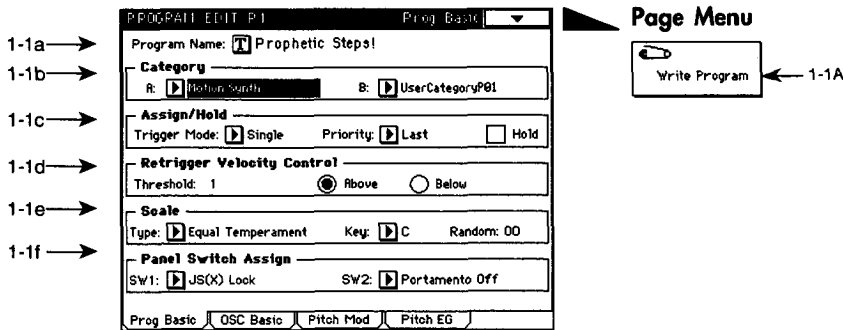 PROGRAM EDIT P1 Prog Basic
Page Menu
1-1a Program Name: T Prophetic Steps!
Write Program 1-1A
1-1b Category
A: Motion Synth B: UserCategoryP01
1-1c Assign/Hold
Trigger Mode: Single Priority: Last Hold
1-1d Retrigger Velocity Control
Threshold: 1 Above Below
1-1e Scale
Type: Equal Temperament Key: C Random: 00
1-1f Panel Switch Assign
SW1: JS(X) Lock SW2: Portamento Off
Prog Basic OSC Basic Pitch Mod Pitch EG